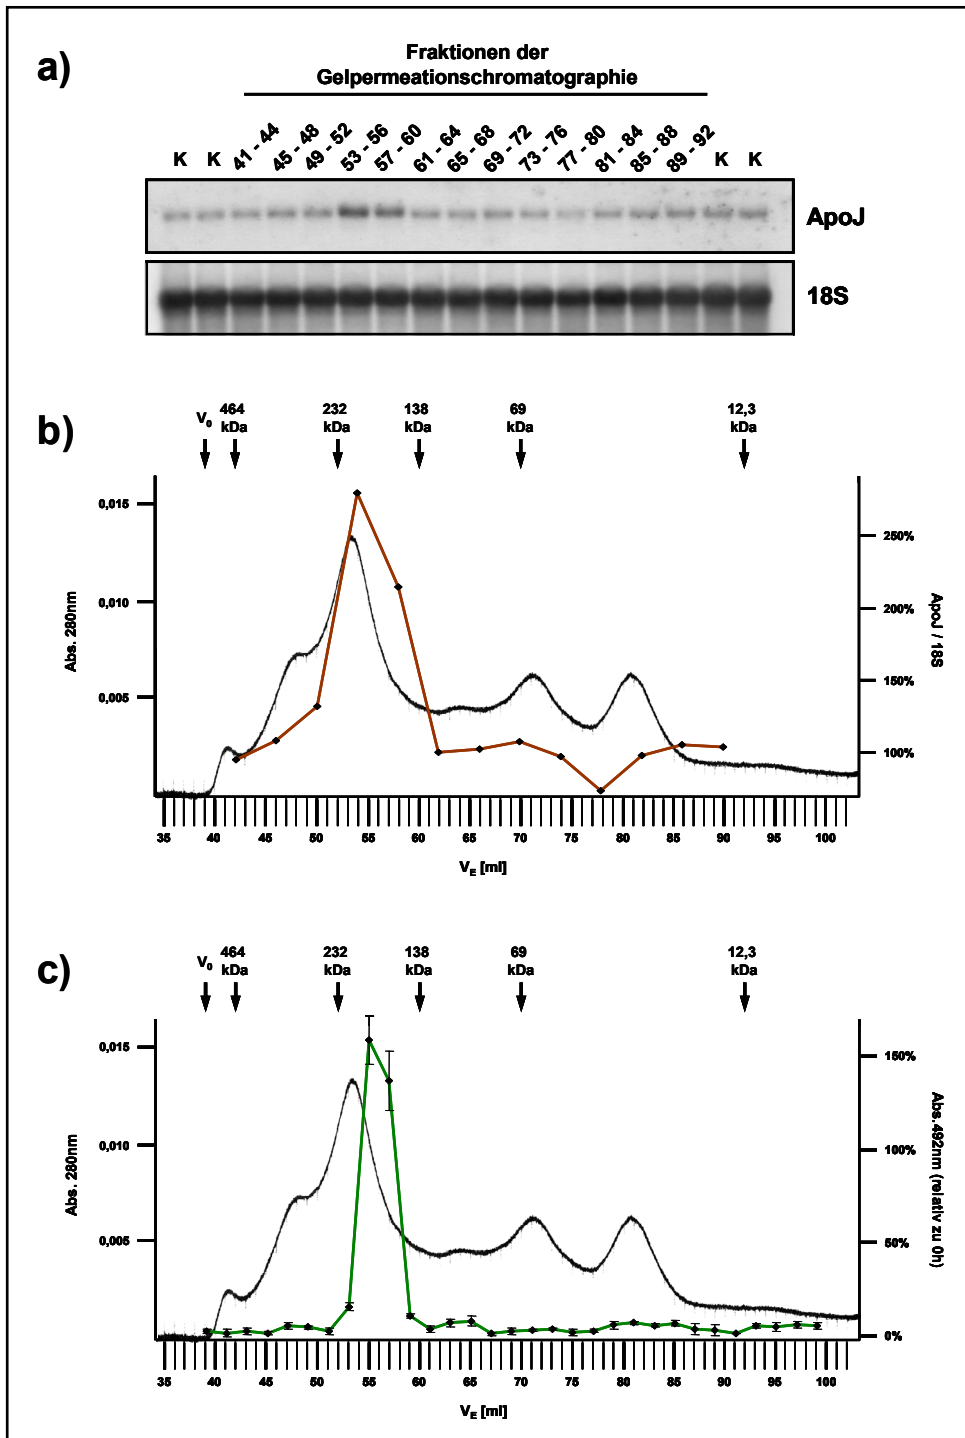 a)
Fraktionen der
Gelpermeationschromatographie
K K 41 - 44 45 - 48 49 - 52 53 - 56 57 - 60 61 - 64 65 - 68 69 - 72 73 - 76 77 - 80 81 - 84 85 - 88 89 - 92 K K
ApoJ
18S
b)
V0 464 kDa 232 kDa 138 kDa 69 kDa 12,3 kDa
0,015
0,010
0,005
Abs. 280nm
250%
200%
150%
100%
ApoJ / 18S
35 40 45 50 55 60 65 70 75 80 85 90 95 100
VE [ml]
c)
V0 464 kDa 232 kDa 138 kDa 69 kDa 12,3 kDa
0,015
0,010
0,005
Abs. 280nm
150%
100%
50%
0%
Abs.492nm (relativ zu 0h)
35 40 45 50 55 60 65 70 75 80 85 90 95 100
VE [ml]